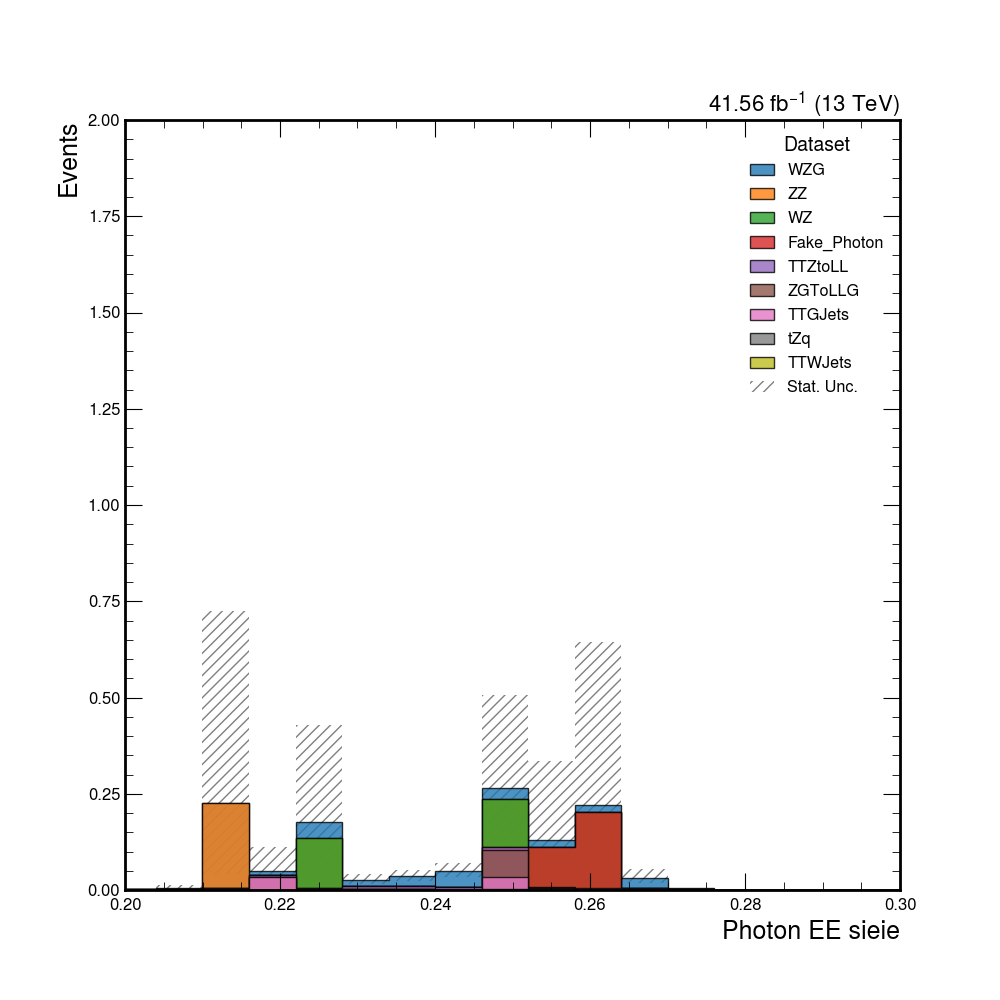 41.56 fb⁻¹ (13 TeV)
Events
2.00
1.75
1.50
1.25
1.00
0.75
0.50
0.25
0.00
Dataset
WZG
ZZ
WZ
Fake_Photon
TTZtoLL
ZGToLLG
TTGJets
tZq
TTWJets
Stat. Unc.
0.20 0.22 0.24 0.26 0.28 0.30
Photon EE sieie